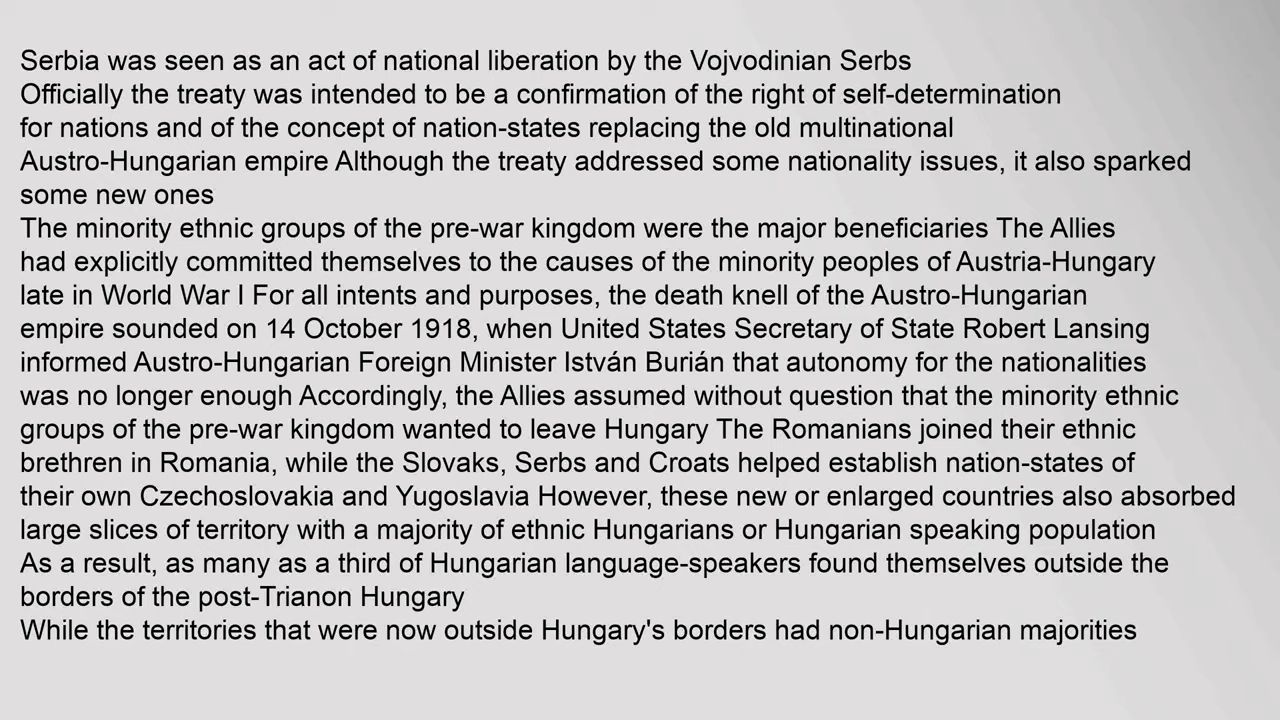 Serbia was seen as an act of national liberation by the Vojvodinian Serbs
Officially the treaty was intended to be a confirmation of the right of self-determination
for nations and of the concept of nation-states replacing the old multinational
Austro-Hungarian empire Although the treaty addressed some nationality issues, it also sparked
some new ones
The minority ethnic groups of the pre-war kingdom were the major beneficiaries The Allies
had explicitly committed themselves to the causes of the minority peoples of Austria-Hungary
late in World War I For all intents and purposes, the death knell of the Austro-Hungarian
empire sounded on 14 October 1918, when United States Secretary of State Robert Lansing
informed Austro-Hungarian Foreign Minister István Burián that autonomy for the nationalities
was no longer enough Accordingly, the Allies assumed without question that the minority ethnic
groups of the pre-war kingdom wanted to leave Hungary The Romanians joined their ethnic
brethren in Romania, while the Slovaks, Serbs and Croats helped establish nation-states of
their own Czechoslovakia and Yugoslavia However, these new or enlarged countries also absorbed
large slices of territory with a majority of ethnic Hungarians or Hungarian speaking population
As a result, as many as a third of Hungarian language-speakers found themselves outside the
borders of the post-Trianon Hungary
While the territories that were now outside Hungary's borders had non-Hungarian majorities